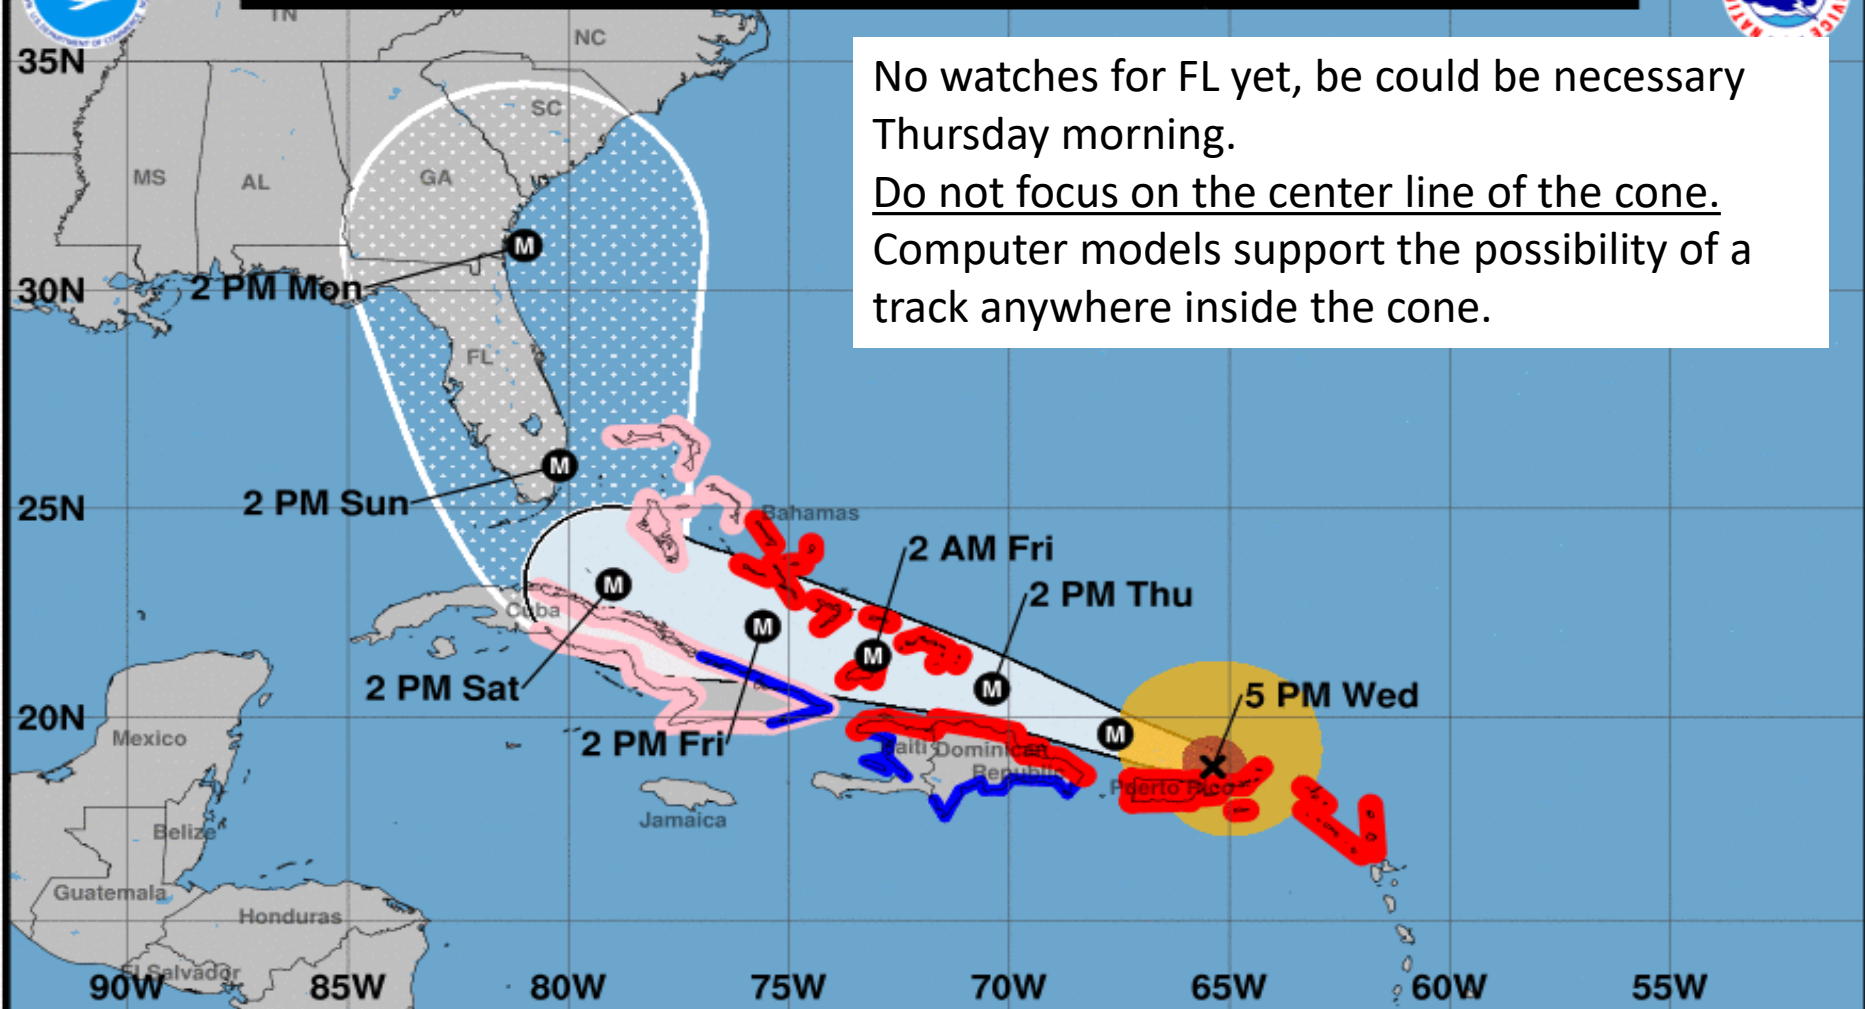 TN
NC
35N
No watches for FL yet, be could be necessary
Thursday morning.
Do not focus on the center line of the cone.
Computer models support the possibility of a
track anywhere inside the cone.
SC
MS
AL
GA
M
2 PM Mon
30N
FL
M
2 PM Sun
25N
Bahamas
2 AM Fri
M
2 PM Thu
Cuba
M
M
2 PM Sat
M
5 PM Wed
20N
Mexico
2 PM Fri
M
Haiti
Dominican
Republic
Puerto Rico
Jamaica
Belize
Guatemala
Honduras
El Salvador
90W 85W 80W 75W 70W 65W 60W 55W